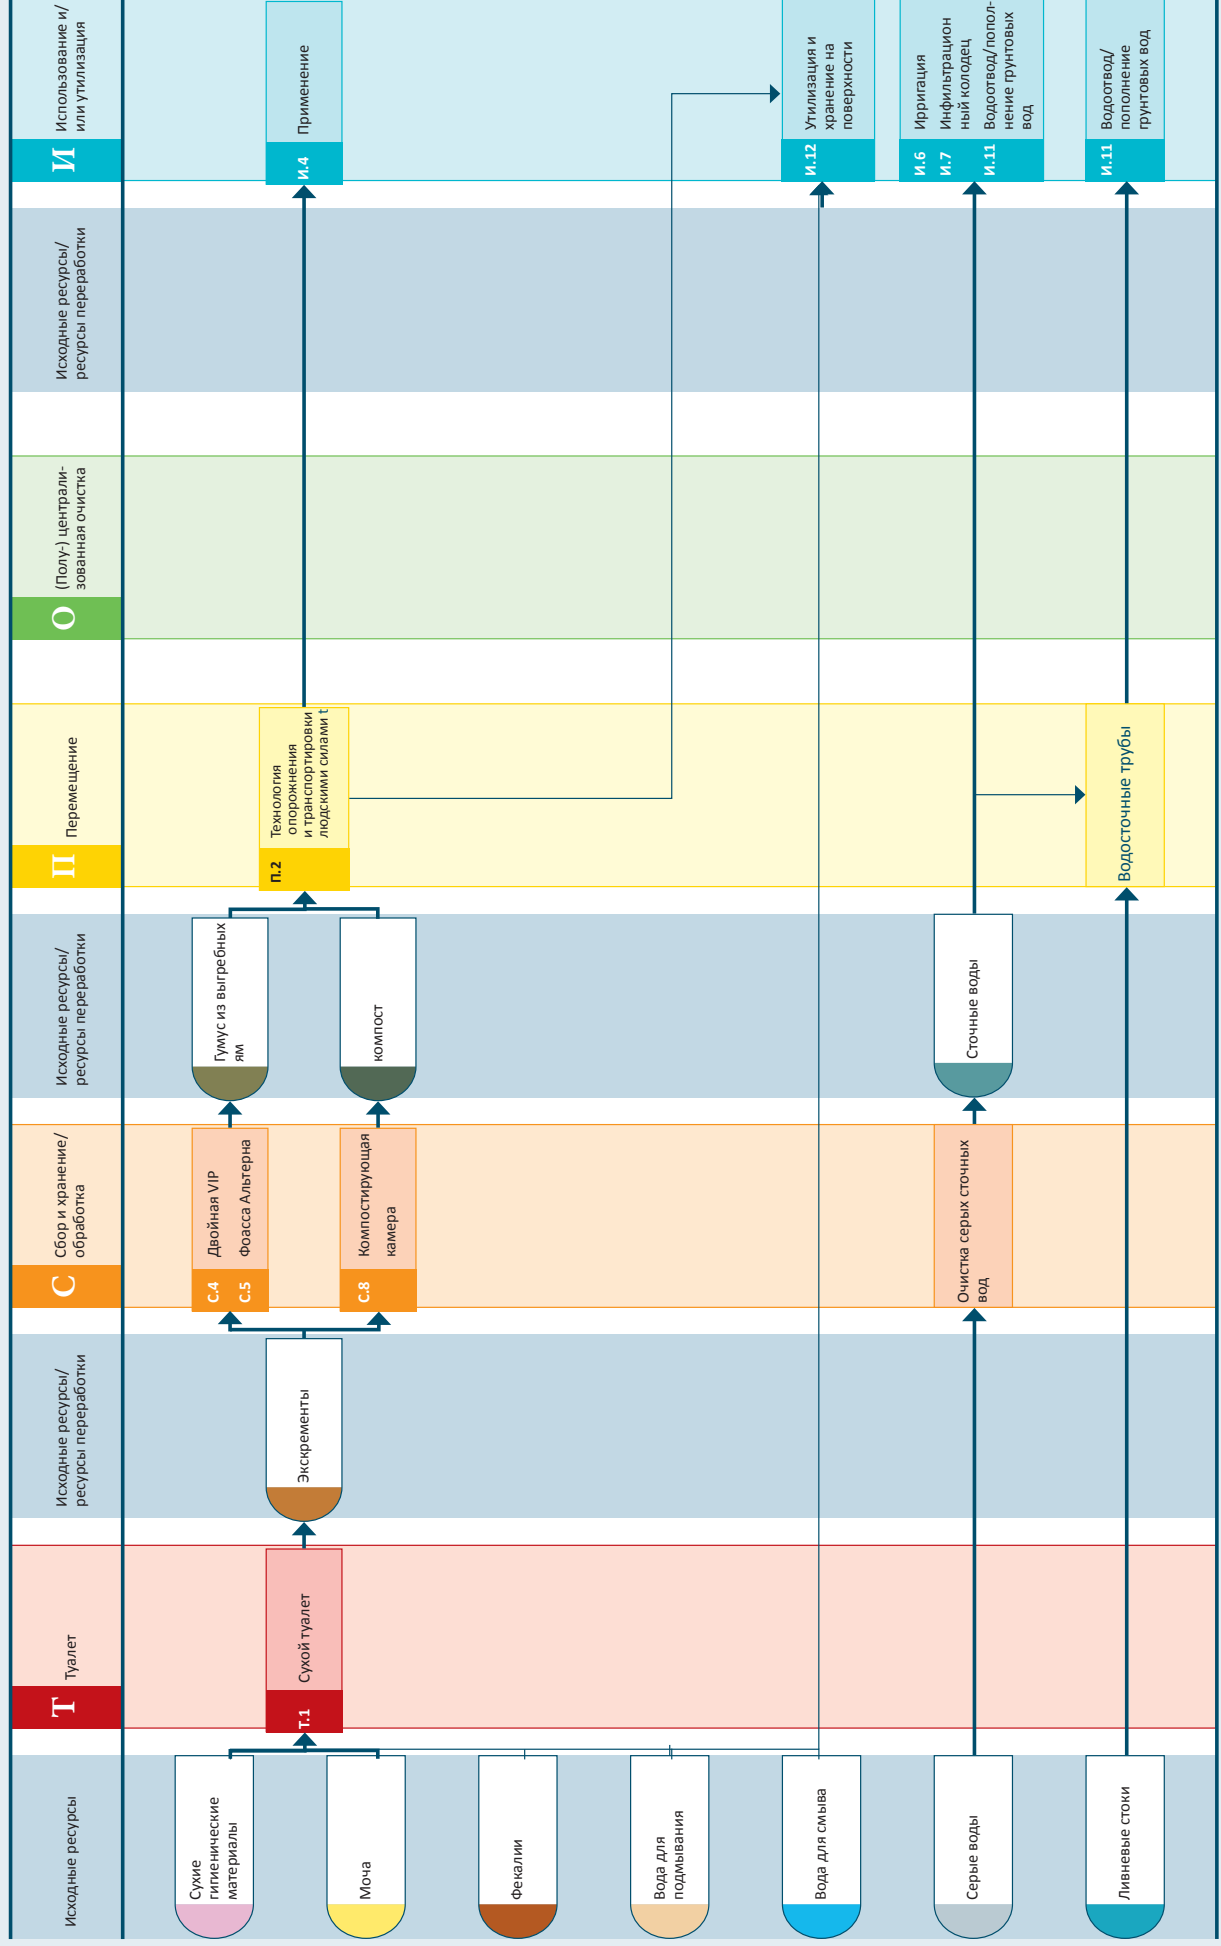 Исходные ресурсы
Т
Туалет
Исходные ресурсы/
ресурсы переработки
С
Сбор и хранение/
обработка
Исходные ресурсы/
ресурсы переработки
П
Перемещение
О
(Полу-) централи-
зованная очистка
Исходные ресурсы/
ресурсы переработки
И
Использование и/
или утилизация
Сухие
гигиенические
материалы
Моча
Фекалии
Вода для
подмывания
Вода для смыва
Серые воды
Ливневые стоки
Т.1
Сухой туалет
Экскременты
С.4
Двойная VIP
С.5
Фоасса Альтерна
С.8
Компостирующая
камера
Очистка серых сточных
вод
Гумус из выгребных
ям
компост
Сточные воды
П.2
Технология
опорожнения
и транспортировки
людскими силами t
Водосточные трубы
И.4
Применение
И.12
Утилизация и
хранение на
поверхности
И.6
Ирригация
И.7
Инфильтрацион
ный колодец
И.11
Водоотвод/попол-
нение грунтовых
вод
И.11
Водоотвод/
пополнение
грунтовых вод